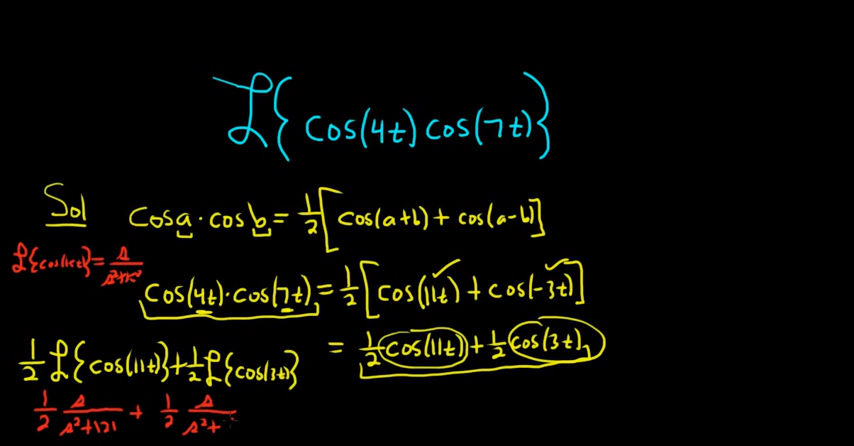 ℒ{cos(4t)cos(7t)}
Sol cos a · cos b = 1/2 [cos(a+b) + cos(a-b)]
ℒ{cos(kt)} = s/(s²+k²)
cos(4t)·cos(7t) = 1/2 [cos(11t) + cos(-3t)]
= 1/2 cos(11t) + 1/2 cos(3t)
1/2 ℒ{cos(11t)} + 1/2 ℒ{cos(3t)}
1/2 s/(s²+121) + 1/2 s/(s²+